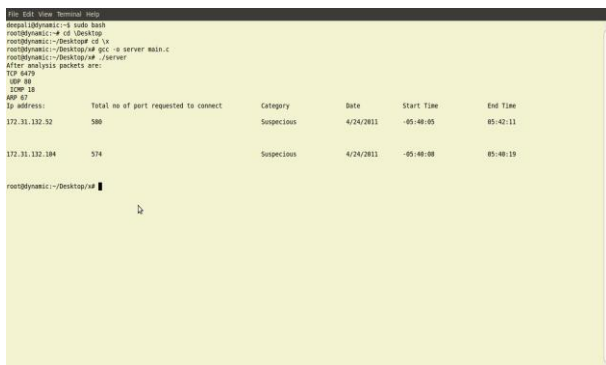 File Edit View Terminal Help
deepali@dynamic:~$ sudo bash
root@dynamic:~# cd \Desktop
root@dynamic:~/Desktop# cd \x
root@dynamic:~/Desktop/x# gcc -o server main.c
root@dynamic:~/Desktop/x# ./server
After analysis packets are:
TCP 6479
UDP 80
ICMP 18
ARP 67
Ip address: Total no of port requested to connect Category Date Start Time End Time
172.31.132.52 580 Suspecious 4/24/2011 -05:40:05 05:42:11
172.31.132.104 574 Suspecious 4/24/2011 -05:40:08 05:40:19
root@dynamic:~/Desktop/x#